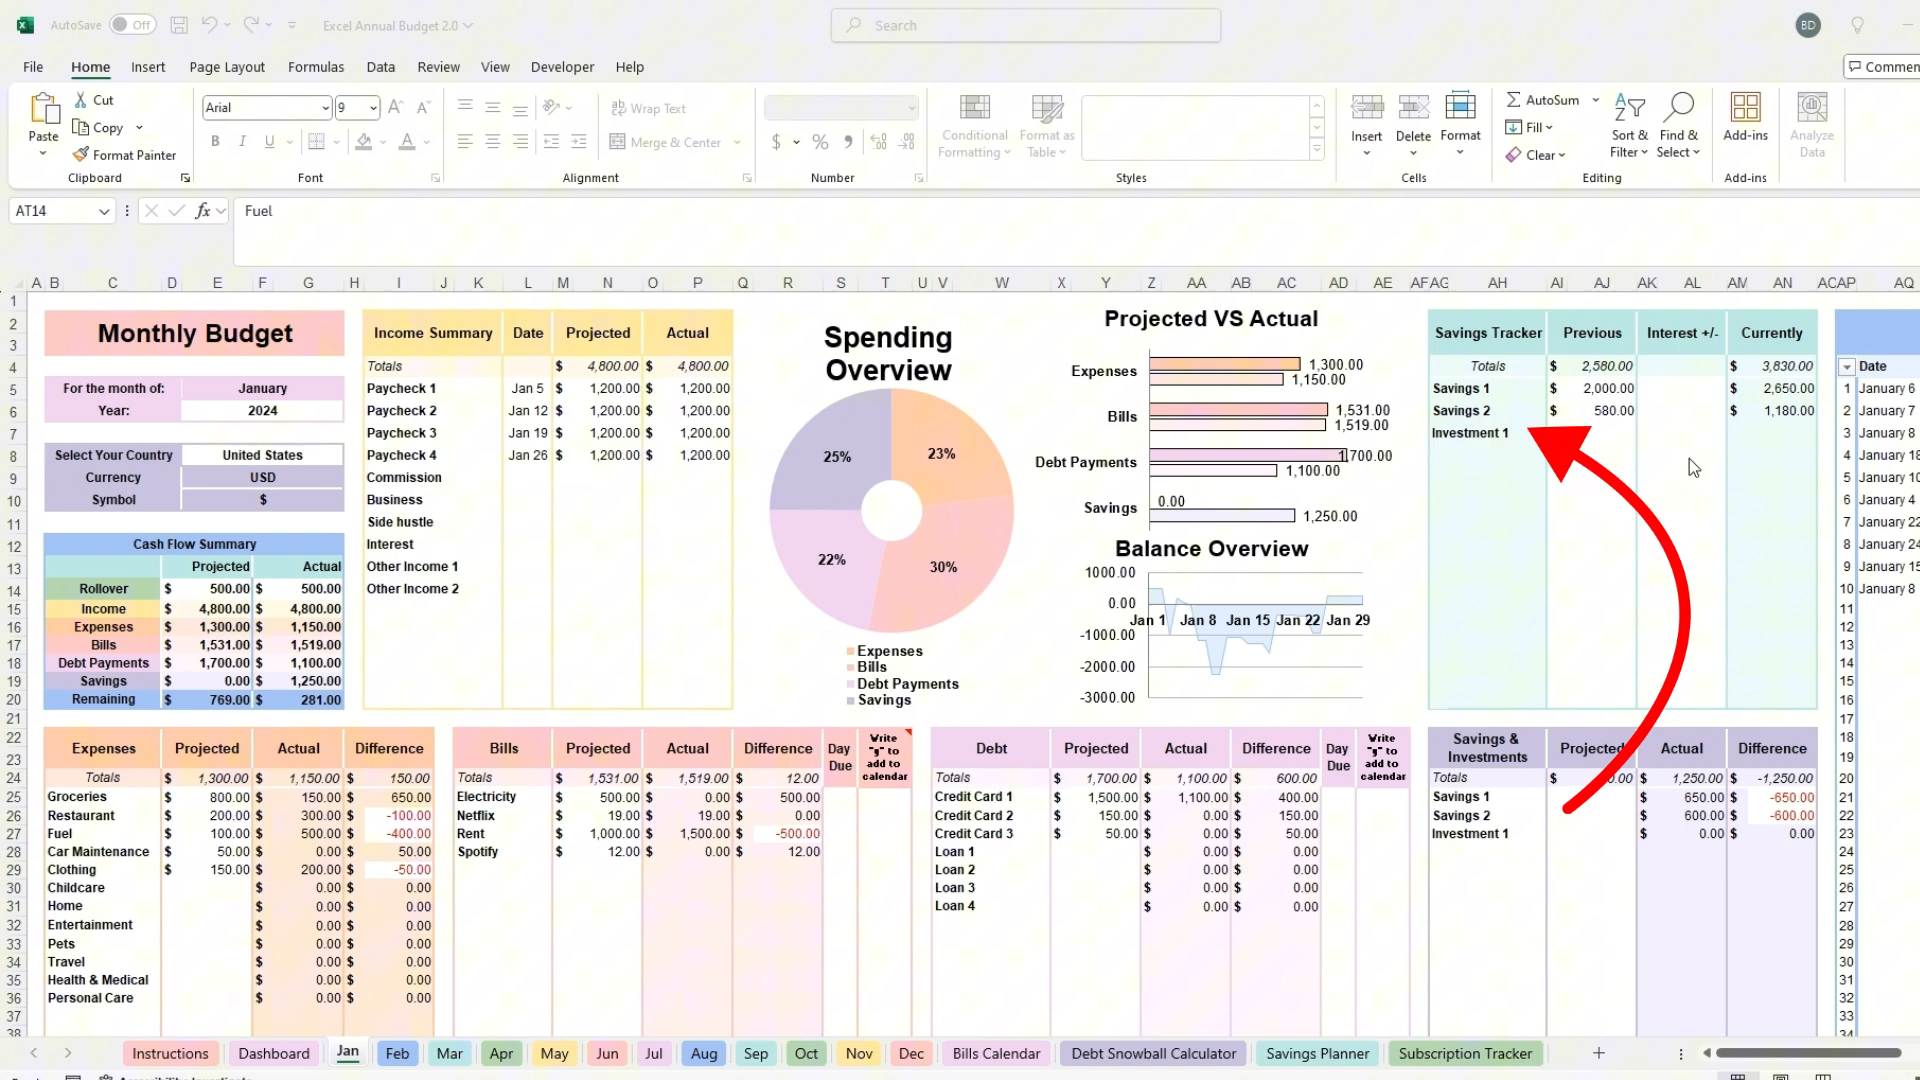 AutoSave Off Excel Annual Budget 2.0 Search BD
File Home Insert Page Layout Formulas Data Review View Developer Help
Paste Cut Copy Format Painter Clipboard
Arial 9 B I U Font
Wrap Text Merge & Center Alignment
$ % Number
Conditional Formatting Format as Table Styles
Insert Delete Format Cells
AutoSum Fill Clear Sort & Filter Find & Select Editing
Add-ins Add-ins
Analyze Data
AT14 fx Fuel
A B C D E F G H I J K L M N O P Q R S T U V W X Y Z AA AB AC AD AE AF AG AH AI AJ AK AL AM AN AQ
Monthly Budget
For the month of: January
Year: 2024
Select Your Country United States
Currency USD
Symbol $
Cash Flow Summary
Projected Actual
Rollover $ 500.00 $ 500.00
Income $ 4,800.00 $ 4,800.00
Expenses $ 1,300.00 $ 1,150.00
Bills $ 1,531.00 $ 1,519.00
Debt Payments $ 1,700.00 $ 1,100.00
Savings $ 0.00 $ 1,250.00
Remaining $ 769.00 $ 281.00
Income Summary Date Projected Actual
Totals $ 4,800.00 $ 4,800.00
Paycheck 1 Jan 5 $ 1,200.00 $ 1,200.00
Paycheck 2 Jan 12 $ 1,200.00 $ 1,200.00
Paycheck 3 Jan 19 $ 1,200.00 $ 1,200.00
Paycheck 4 Jan 26 $ 1,200.00 $ 1,200.00
Commission
Business
Side hustle
Interest
Other Income 1
Other Income 2
Spending
Overview
25% 23%
22% 30%
Expenses
Bills
Debt Payments
Savings
Projected VS Actual
Expenses 1,300.00 1,150.00
Bills 1,531.00 1,519.00
Debt Payments 1,700.00 1,100.00
Savings 0.00 1,250.00
Balance Overview
1000.00
0.00
Jan 1 Jan 8 Jan 15 Jan 22 Jan 29
-1000.00
-2000.00
-3000.00
Savings Tracker Previous Interest +/- Currently
Totals $ 2,580.00 $ 3,830.00
Savings 1 $ 2,000.00 $ 2,650.00
Savings 2 $ 580.00 $ 1,180.00
Investment 1
Date
1 January 6
2 January 7
3 January 8
4 January 18
5 January 10
6 January 4
7 January 22
8 January 24
9 January 15
10 January 8
Expenses Projected Actual Difference
Totals $ 1,300.00 $ 1,150.00 $ 150.00
Groceries $ 800.00 $ 150.00 $ 650.00
Restaurant $ 200.00 $ 300.00 $ -100.00
Fuel $ 100.00 $ 500.00 $ -400.00
Car Maintenance $ 50.00 $ 0.00 $ 50.00
Clothing $ 150.00 $ 200.00 $ -50.00
Childcare $ 0.00 $ 0.00
Home $ 0.00 $ 0.00
Entertainment $ 0.00 $ 0.00
Pets $ 0.00 $ 0.00
Travel $ 0.00 $ 0.00
Health & Medical $ 0.00 $ 0.00
Personal Care $ 0.00 $ 0.00
Bills Projected Actual Difference Day Due Write "y" to add to calendar
Totals $ 1,531.00 $ 1,519.00 $ 12.00
Electricity $ 500.00 $ 0.00 $ 500.00
Netflix $ 19.00 $ 19.00 $ 0.00
Rent $ 1,000.00 $ 1,500.00 $ -500.00
Spotify $ 12.00 $ 0.00 $ 12.00
Debt Projected Actual Difference Day Due Write "y" to add to calendar
Totals $ 1,700.00 $ 1,100.00 $ 600.00
Credit Card 1 $ 1,500.00 $ 1,100.00 $ 400.00
Credit Card 2 $ 150.00 $ 0.00 $ 150.00
Credit Card 3 $ 50.00 $ 0.00 $ 50.00
Loan 1 $ 0.00 $ 0.00
Loan 2 $ 0.00 $ 0.00
Loan 3 $ 0.00 $ 0.00
Loan 4 $ 0.00 $ 0.00
Savings & Investments Projected Actual Difference
Totals $ $ 1,250.00 $ -1,250.00
Savings 1 $ 650.00 $ -650.00
Savings 2 $ 600.00 $ -600.00
Investment 1 $ 0.00 $ 0.00
Instructions Dashboard Jan Feb Mar Apr May Jun Jul Aug Sep Oct Nov Dec Bills Calendar Debt Snowball Calculator Savings Planner Subscription Tracker